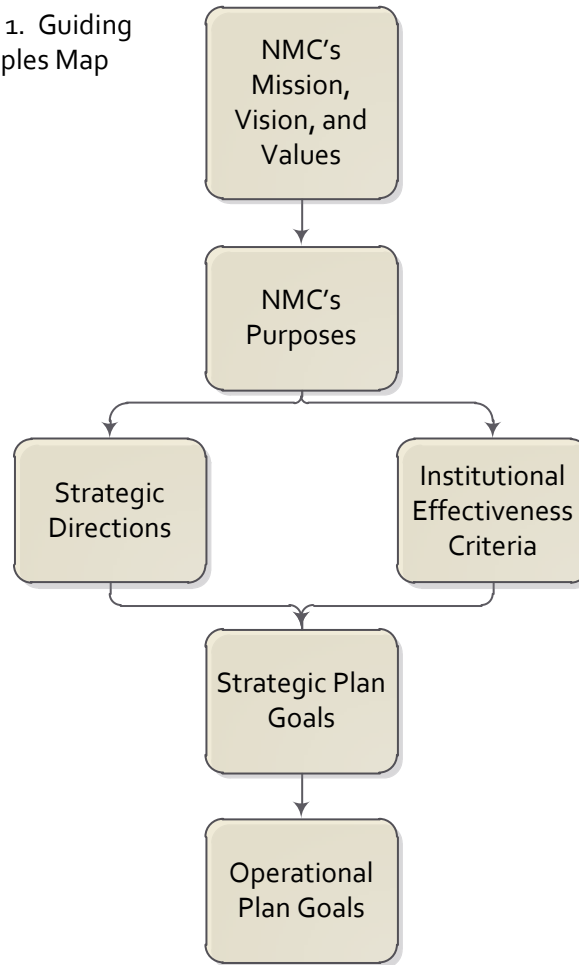 1. Guiding
ples Map
NMC's
Mission,
Vision, and
Values
NMC's
Purposes
Strategic
Directions
Institutional
Effectiveness
Criteria
Strategic Plan
Goals
Operational
Plan Goals